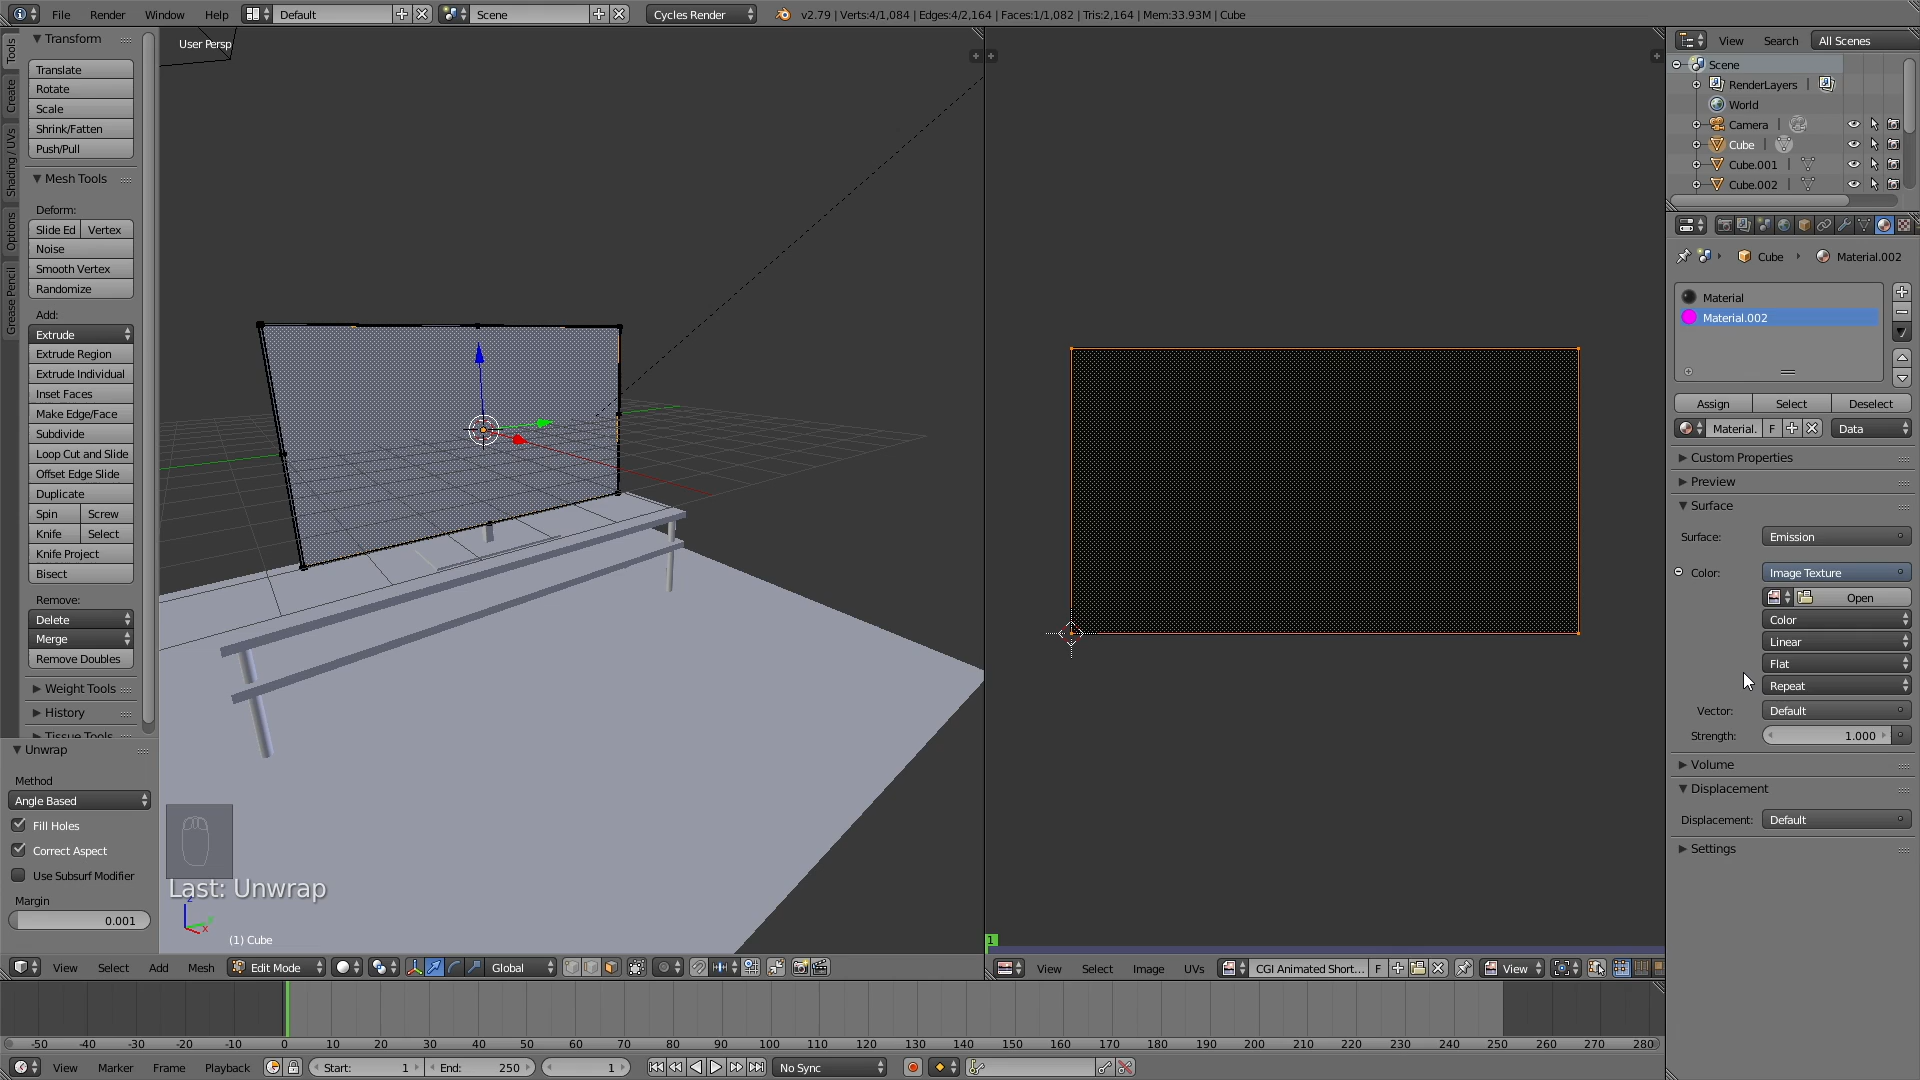 File Render Window Help Default Scene Cycles Render v2.79 | Verts:4/1,084 | Edges:4/2,164 | Faces:1/1,082 | Tris:2,164 | Mem:33.93M | Cube
Tools
Create
Shading / UVs
Options
Grease Pencil
Transform
Translate
Rotate
Scale
Shrink/Fatten
Push/Pull
Mesh Tools
Deform:
Slide Ed Vertex
Noise
Smooth Vertex
Randomize
Add:
Extrude
Extrude Region
Extrude Individual
Inset Faces
Make Edge/Face
Subdivide
Loop Cut and Slide
Offset Edge Slide
Duplicate
Spin Screw
Knife Select
Knife Project
Bisect
Remove:
Delete
Merge
Remove Doubles
Weight Tools
History
Tissue Tools
Unwrap
Method
Angle Based
Fill Holes
Correct Aspect
Use Subsurf Modifier
Margin
0.001
User Persp
Last: Unwrap
z
y
x
(1) Cube
View Select Add Mesh Edit Mode Global
1
View Select Image UVs CGI Animated Short... F View
View Search All Scenes
Scene
RenderLayers |
World
Camera |
Cube |
Cube.001 |
Cube.002 |
Cube Material.002
Material
Material.002
Assign Select Deselect
Material. F Data
Custom Properties
Preview
Surface
Surface: Emission
Color: Image Texture
Open
Color
Linear
Flat
Repeat
Vector: Default
Strength: 1.000
Volume
Displacement
Displacement: Default
Settings
-50 -40 -30 -20 -10 0 10 20 30 40 50 60 70 80 90 100 110 120 130 140 150 160 170 180 190 200 210 220 230 240 250 260 270 280
View Marker Frame Playback Start: 1 End: 250 1 No Sync